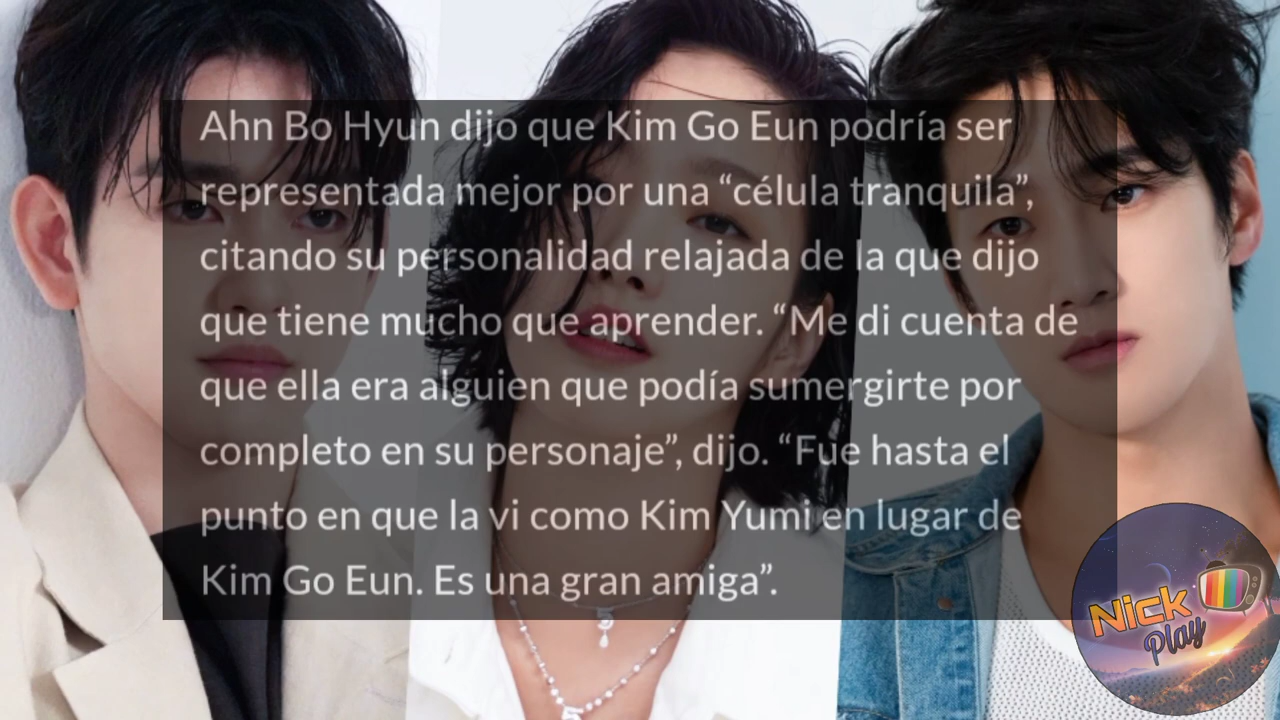 Ahn Bo Hyun dijo que Kim Go Eun podría ser
representada mejor por una “célula tranquila”,
citando su personalidad relajada de la que dijo
que tiene mucho que aprender. “Me di cuenta de
que ella era alguien que podía sumergirte por
completo en su personaje”, dijo. “Fue hasta el
punto en que la vi como Kim Yumi en lugar de
Kim Go Eun. Es una gran amiga”.
Nick
Play